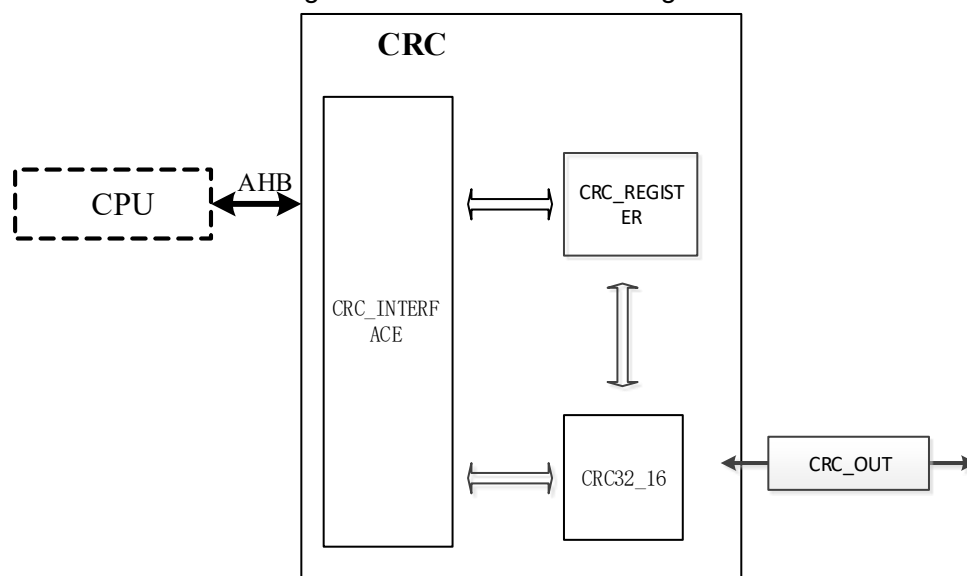 CRC
AHB
CPU
CRC_REGIST
ER
CRC_INTERF
ACE
CRC32_16
CRC_OUT